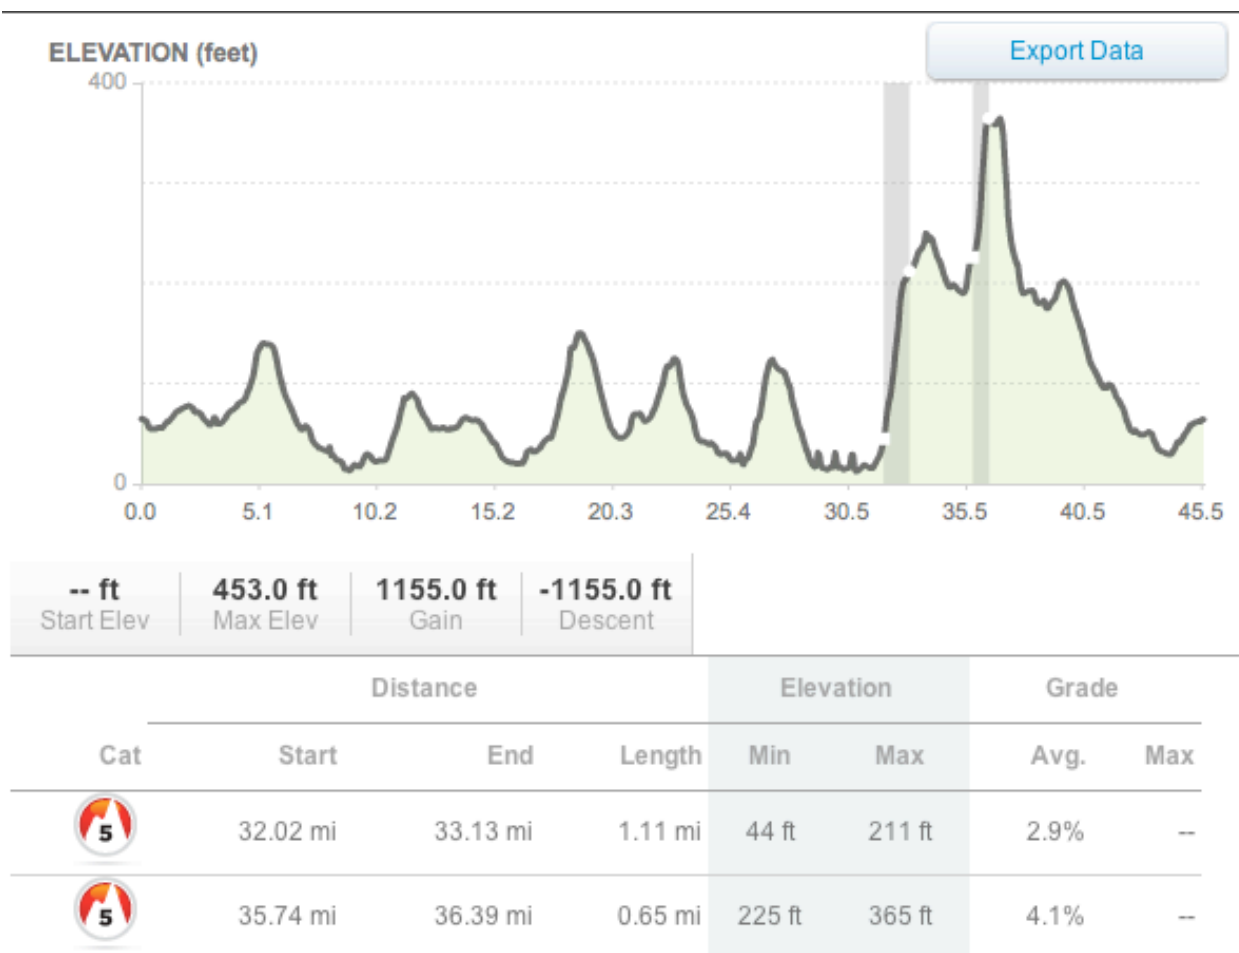 ELEVATION (feet)
Export Data
400
0
0.0 5.1 10.2 15.2 20.3 25.4 30.5 35.5 40.5 45.5
-- ft 453.0 ft 1155.0 ft -1155.0 ft
Start Elev Max Elev Gain Descent
Distance Elevation Grade
Cat Start End Length Min Max Avg. Max
5 32.02 mi 33.13 mi 1.11 mi 44 ft 211 ft 2.9% --
5 35.74 mi 36.39 mi 0.65 mi 225 ft 365 ft 4.1% --